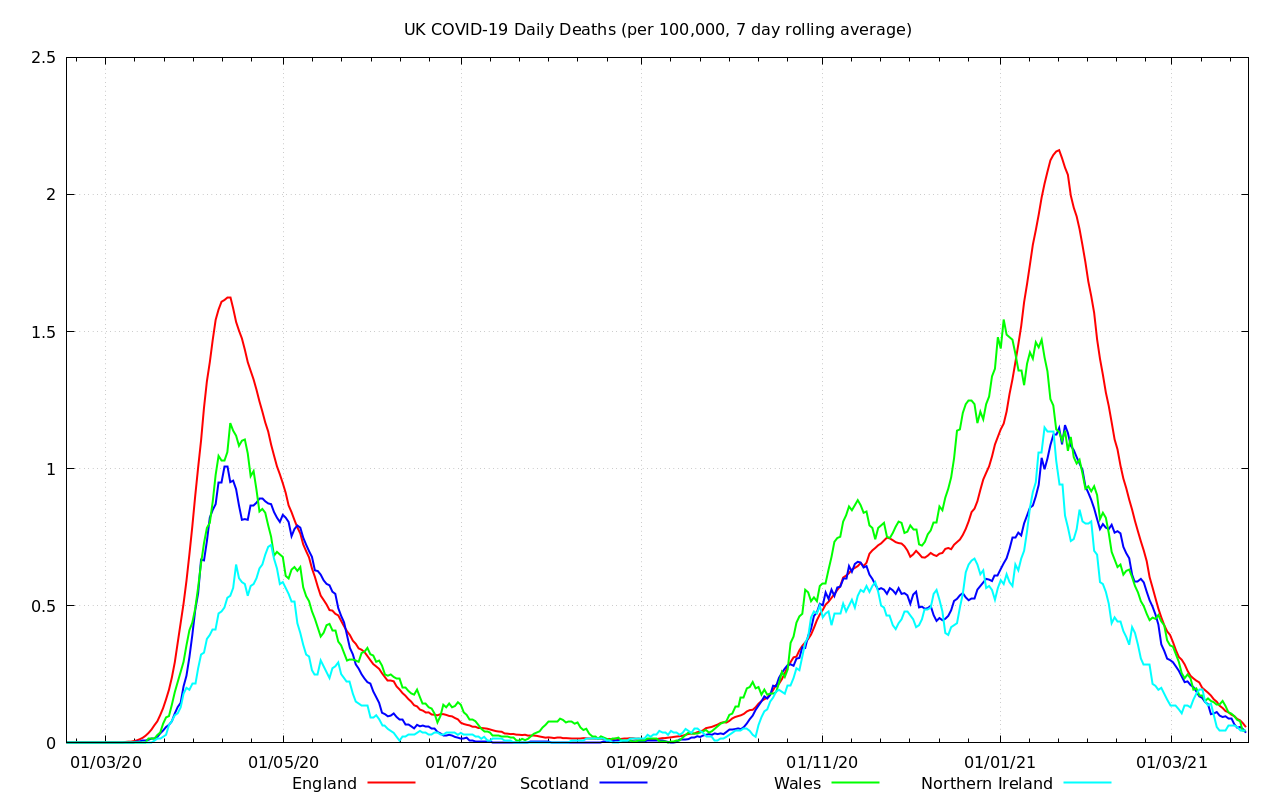 UK COVID-19 Daily Deaths (per 100,000, 7 day rolling average)
2.5
2
1.5
1
0.5
0
01/03/20 01/05/20 01/07/20 01/09/20 01/11/20 01/01/21 01/03/21
England Scotland Wales Northern Ireland